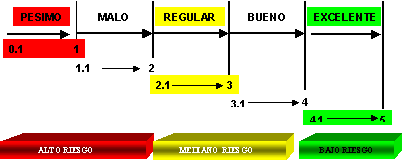 PESIMO MALO REGULAR BUENO EXCELENTE
0.1 1
1.1 2
2.1 3
3.1 4
4.1 5
ALTO RIESGO MEDIANO RIESGO BAJO RIESGO